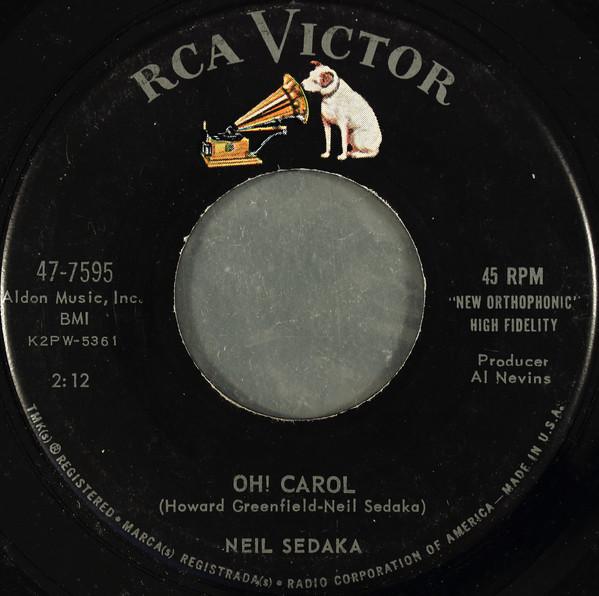 RCA VICTOR
47-7595
Aldon Music, Inc.
BMI
K2PW-5361
2:12
45 RPM
"NEW ORTHOPHONIC"
HIGH FIDELITY
Producer
Al Nevins
OH! CAROL
(Howard Greenfield-Neil Sedaka)
NEIL SEDAKA
TMK(s) ® REGISTERED • MARCA(s) REGISTRADA(s) • RADIO CORPORATION OF AMERICA—MADE IN U.S.A.